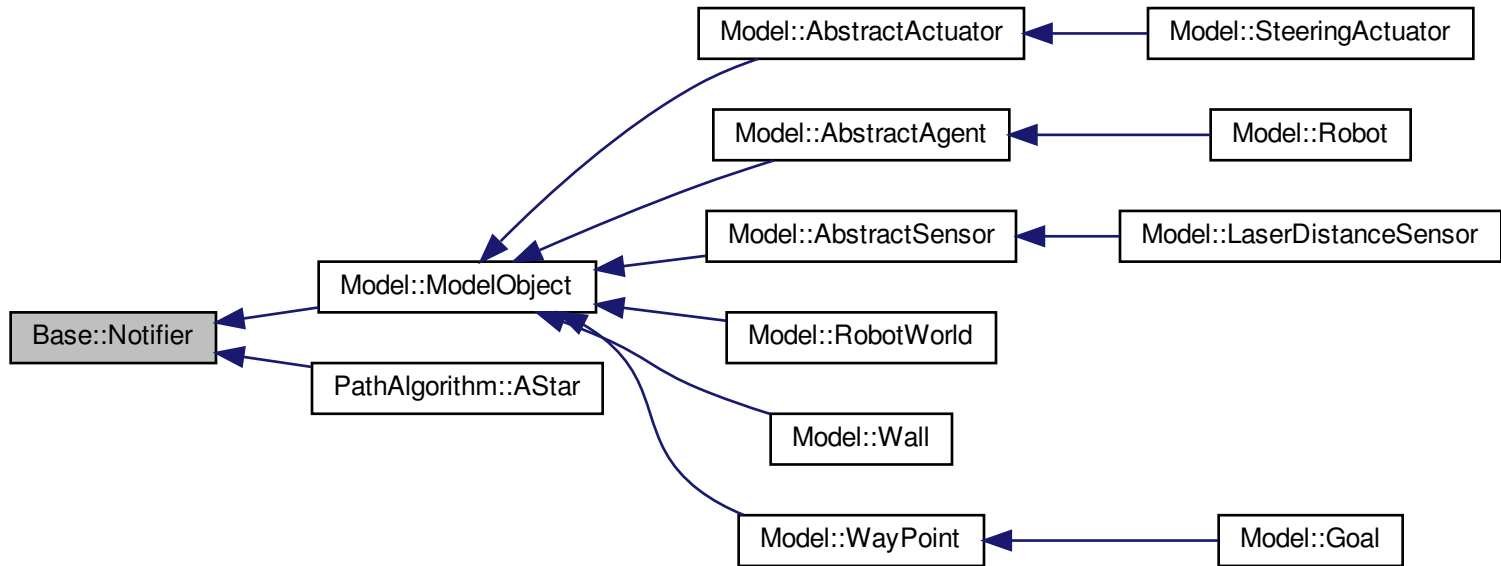 Model::AbstractActuator
Model::SteeringActuator
Model::AbstractAgent
Model::Robot
Model::AbstractSensor
Model::LaserDistanceSensor
Model::ModelObject
Base::Notifier
Model::RobotWorld
PathAlgorithm::AStar
Model::Wall
Model::WayPoint
Model::Goal